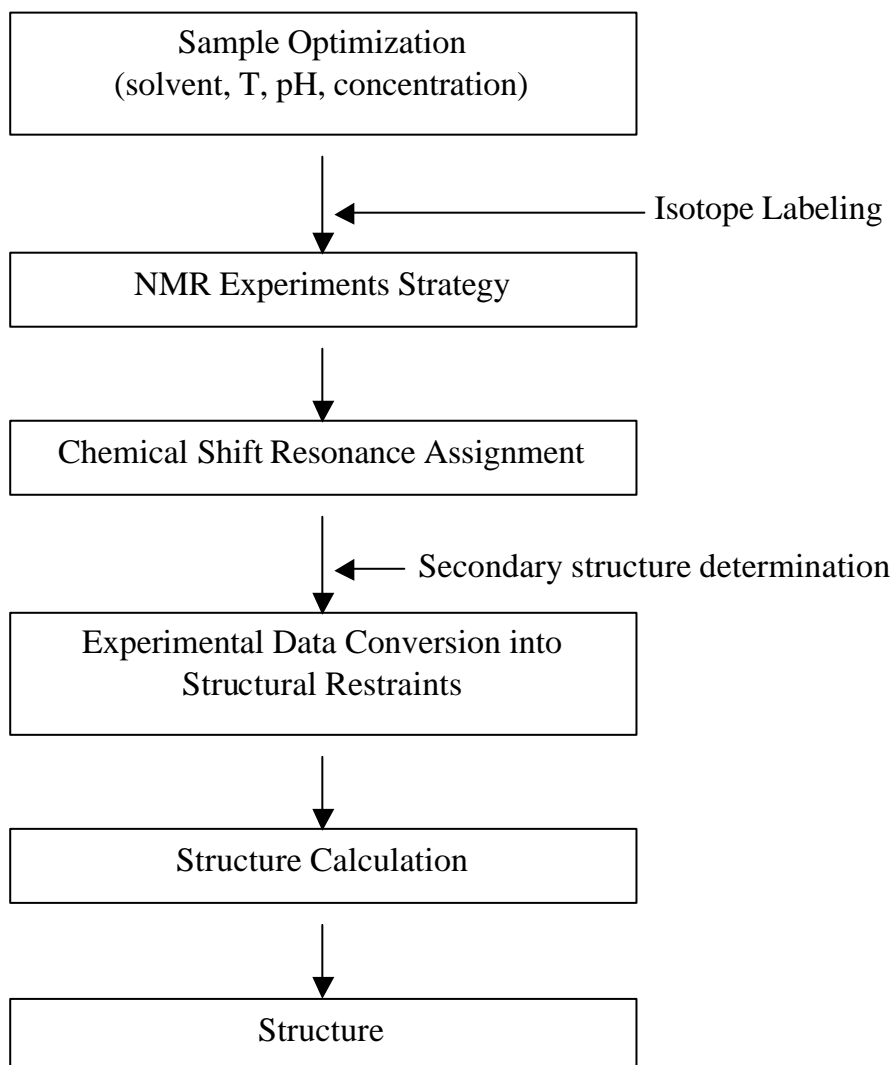 Sample Optimization
(solvent, T, pH, concentration)
Isotope Labeling
NMR Experiments Strategy
Chemical Shift Resonance Assignment
Secondary structure determination
Experimental Data Conversion into
Structural Restraints
Structure Calculation
Structure